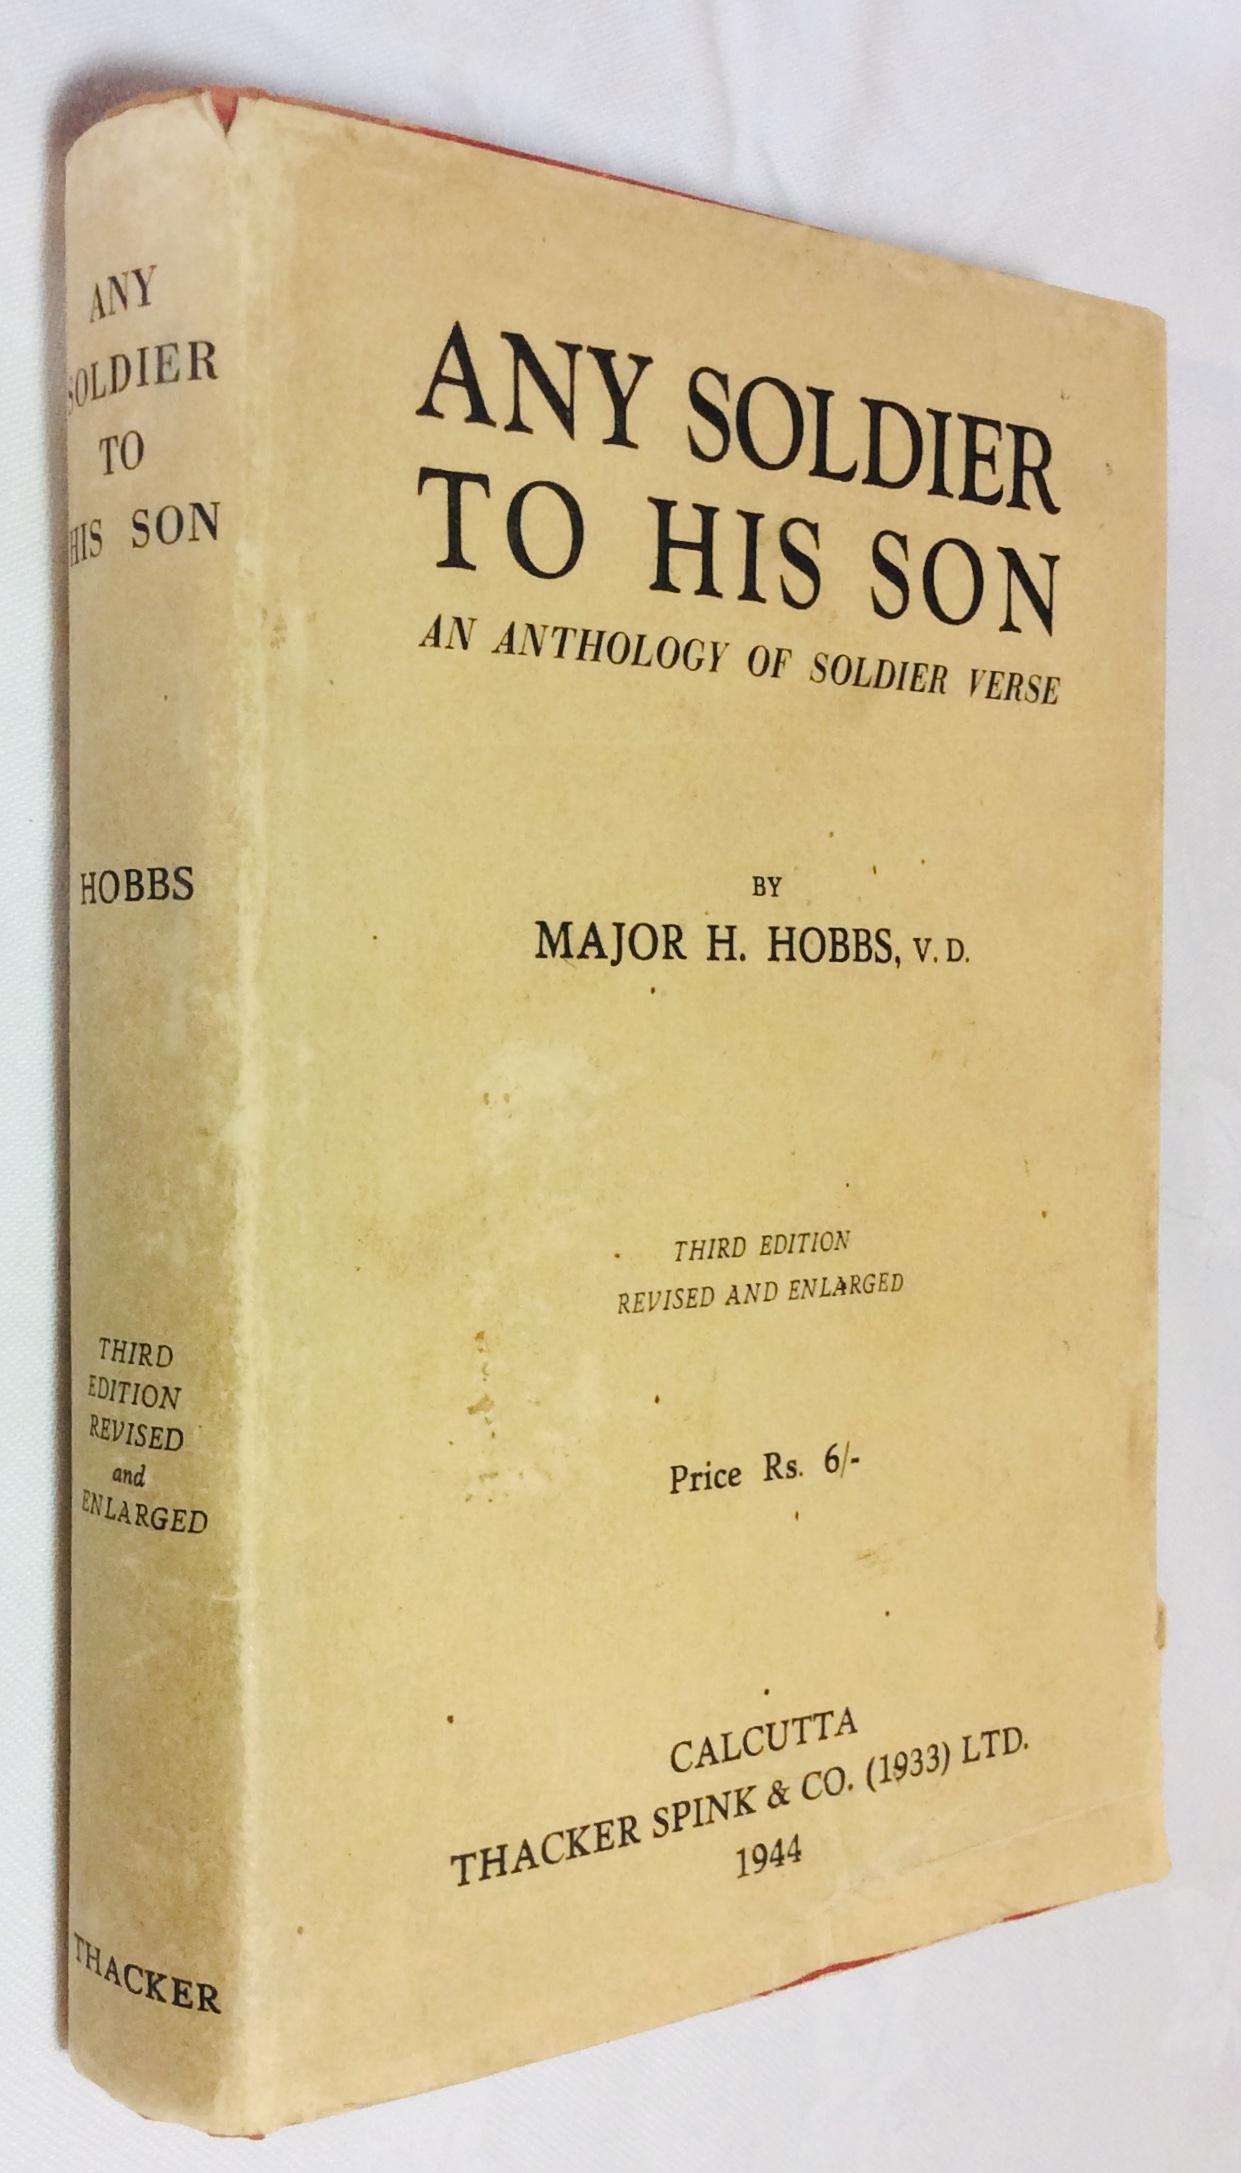 ANY
SOLDIER
TO
HIS SON
HOBBS
THIRD
EDITION
REVISED
and
ENLARGED
THACKER
ANY SOLDIER
TO HIS SON
AN ANTHOLOGY OF SOLDIER VERSE
BY
MAJOR H. HOBBS, V. D.
THIRD EDITION
REVISED AND ENLARGED
Price Rs. 6/-
CALCUTTA
THACKER SPINK & CO. (1933) LTD.
1944